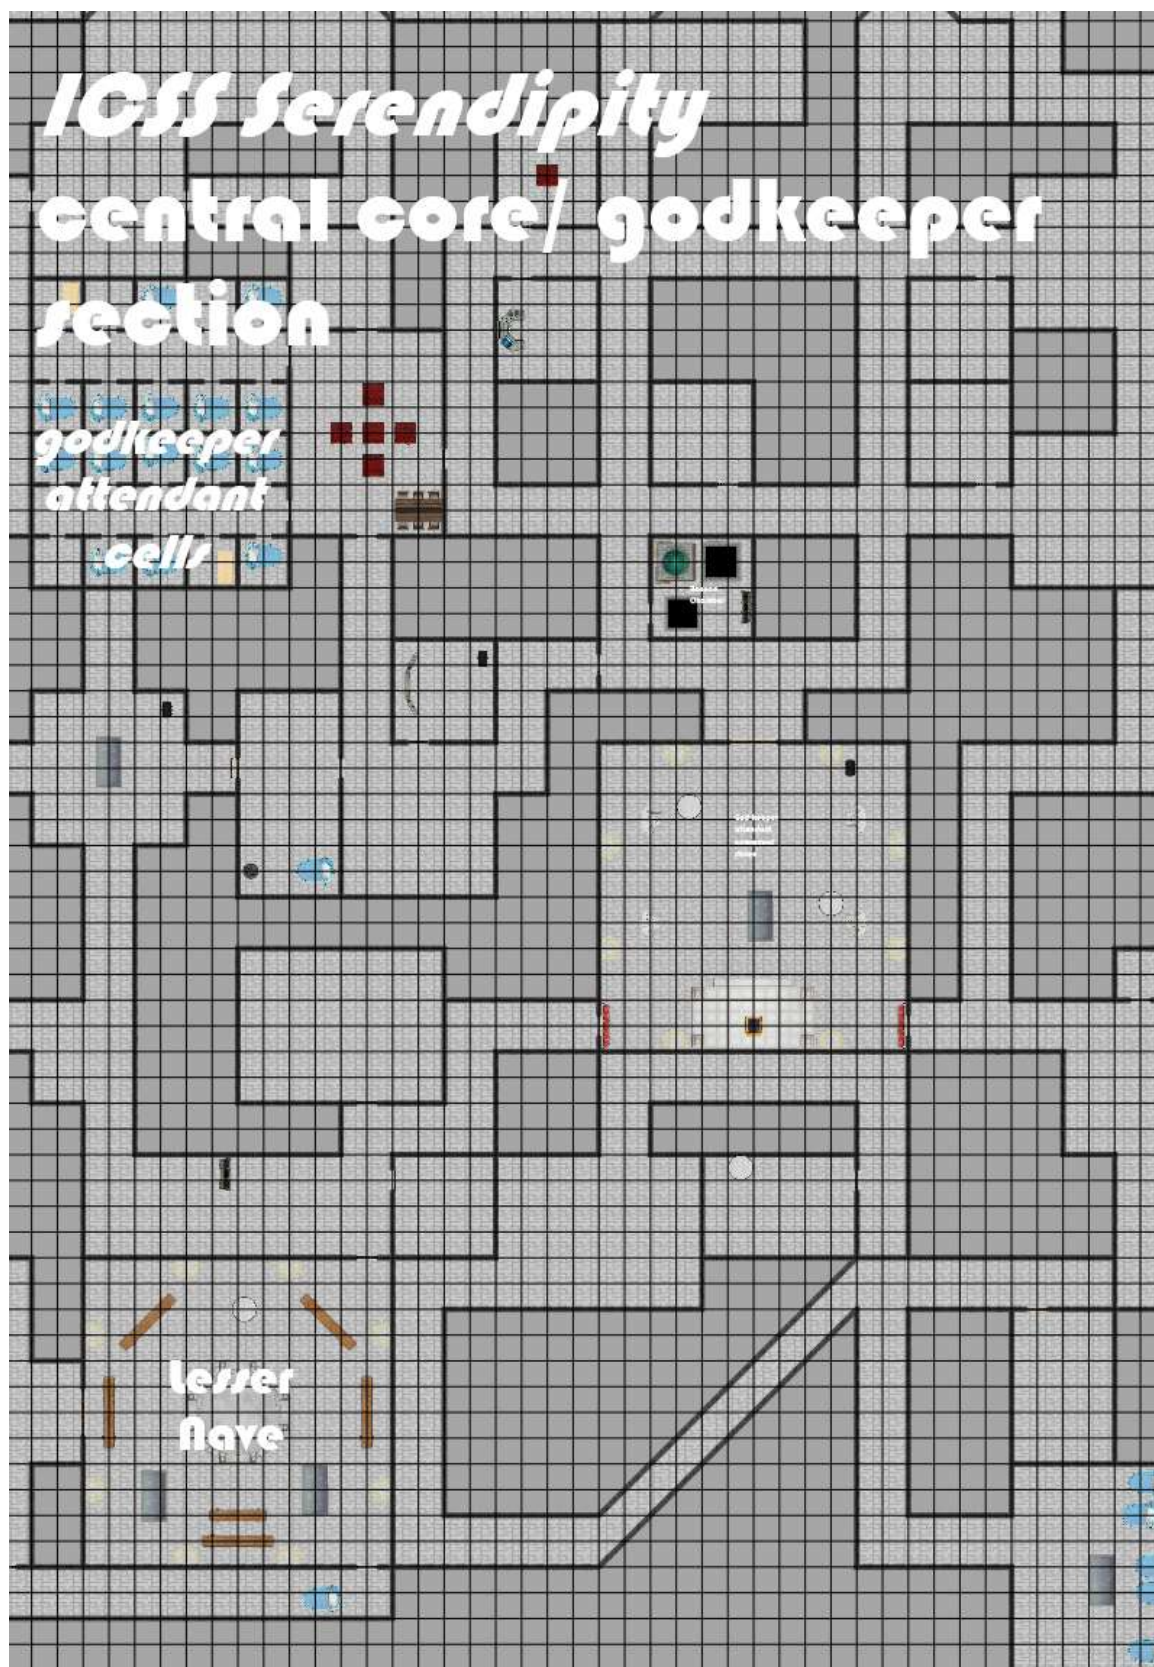 ICSS Serendipity
central core/ godkeeper
section
godkeeper
attendant
cells
Lesser
Nave